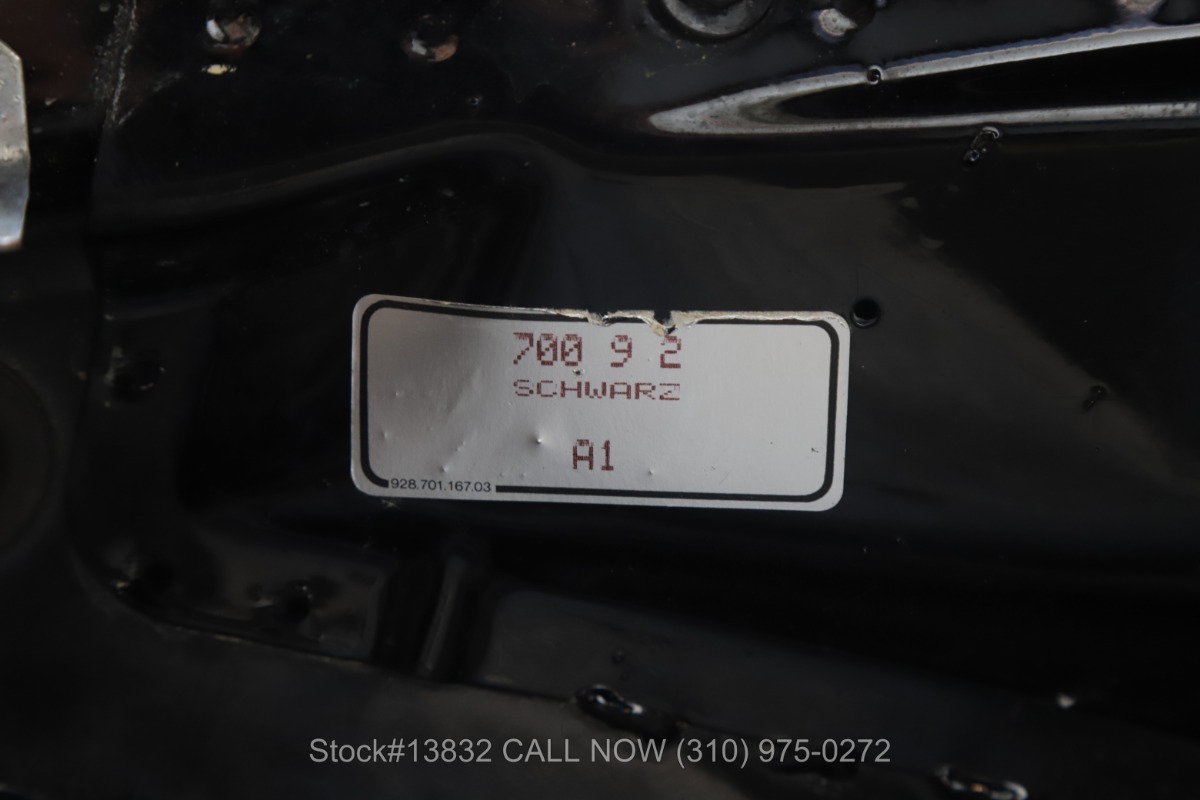 700 9 2
SCHWARZ
A1
928.701.167.03
Stock#13832 CALL NOW (310) 975-0272